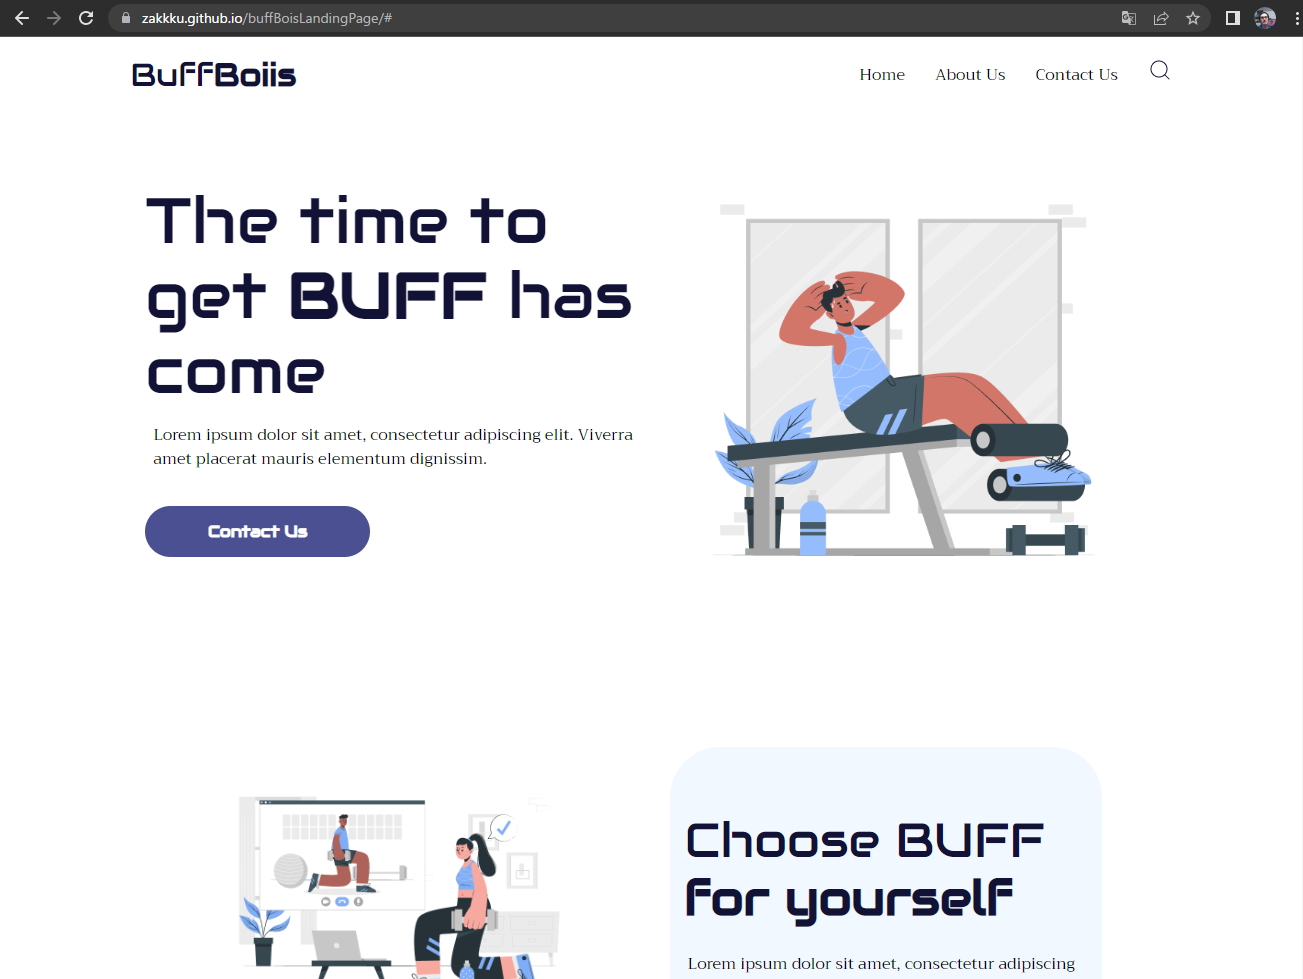 zakkku.github.io/buffBoisLandingPage/#
BuffBoiis
Home About Us Contact Us
The time to
get BUFF has
come
Lorem ipsum dolor sit amet, consectetur adipiscing elit. Viverra
amet placerat mauris elementum dignissim.
Contact Us
Choose BUFF
for yourself
Lorem ipsum dolor sit amet, consectetur adipiscing